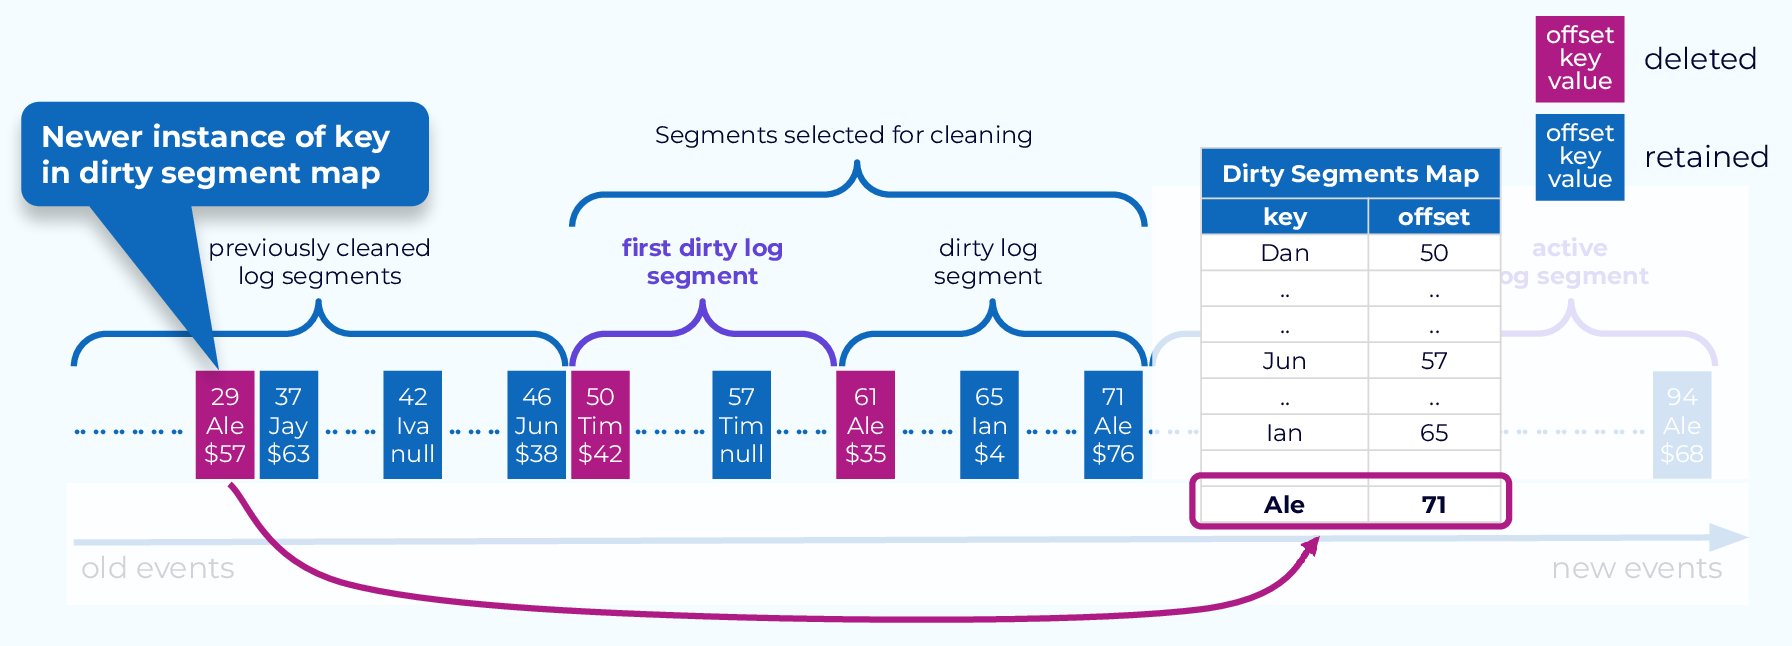 offset
key
value
deleted
offset
key
value
retained
Newer instance of key
in dirty segment map
Segments selected for cleaning
previously cleaned
log segments
first dirty log
segment
dirty log
segment
active
og segment
Dirty Segments Map
key offset
Dan 50
.. ..
.. ..
Jun 57
.. ..
Ian 65
Ale 71
29
Ale
$57
37
Jay
$63
42
Iva
null
46
Jun
$38
50
Tim
$42
57
Tim
null
61
Ale
$35
65
Ian
$4
71
Ale
$76
94
Ale
$68
old events
new events